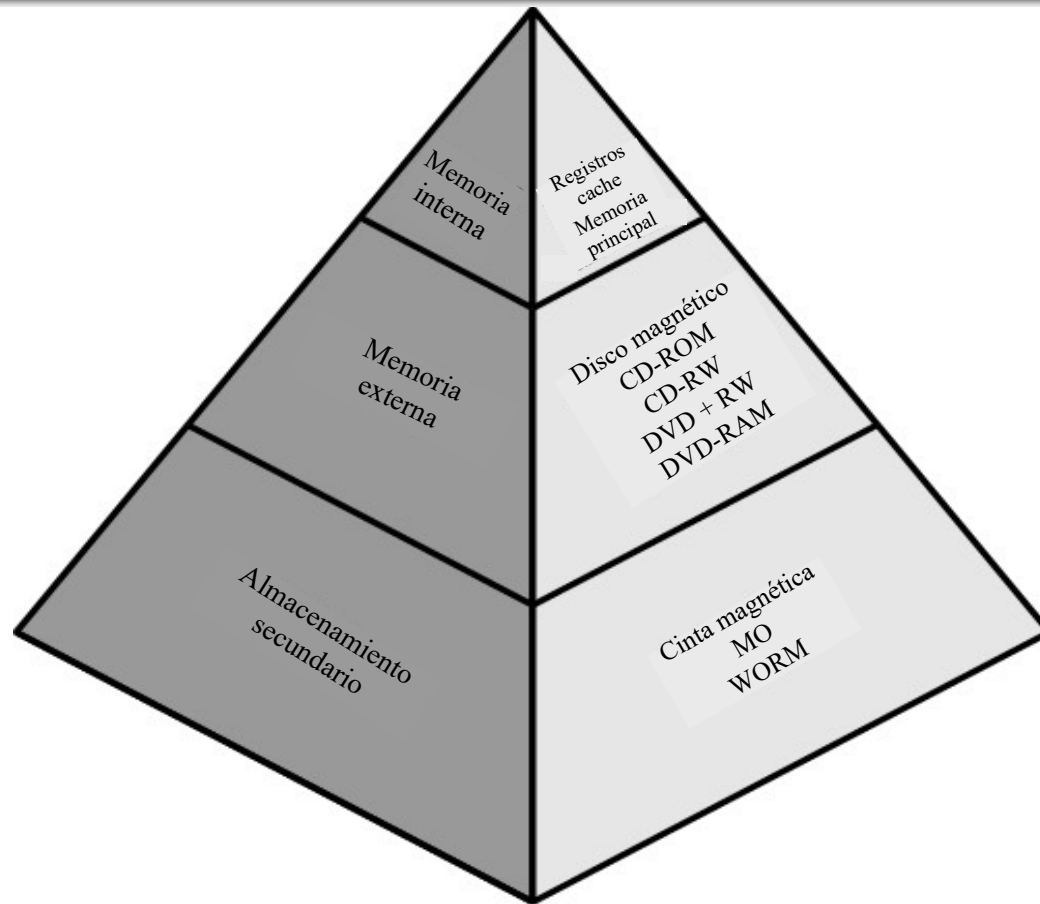 Memoria
interna
Registros
cache
Memoria
principal
Memoria
externa
Disco magnético
CD-ROM
CD-RW
DVD + RW
DVD-RAM
Almacenamiento
secundario
Cinta magnética
MO
WORM